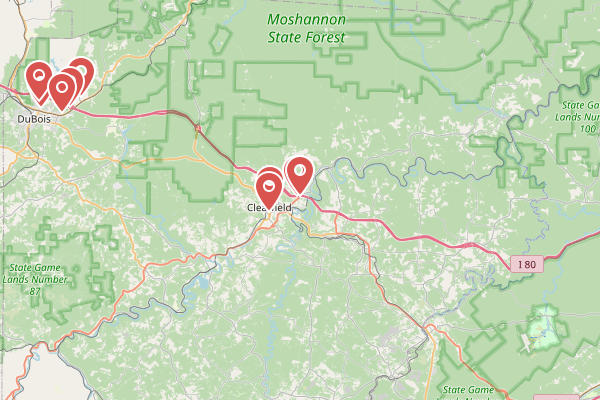 Moshannon
State Forest
DuBois
State Game
Lands Number
100
Clearfield
I 80
State Game
Lands Number
87
State Game